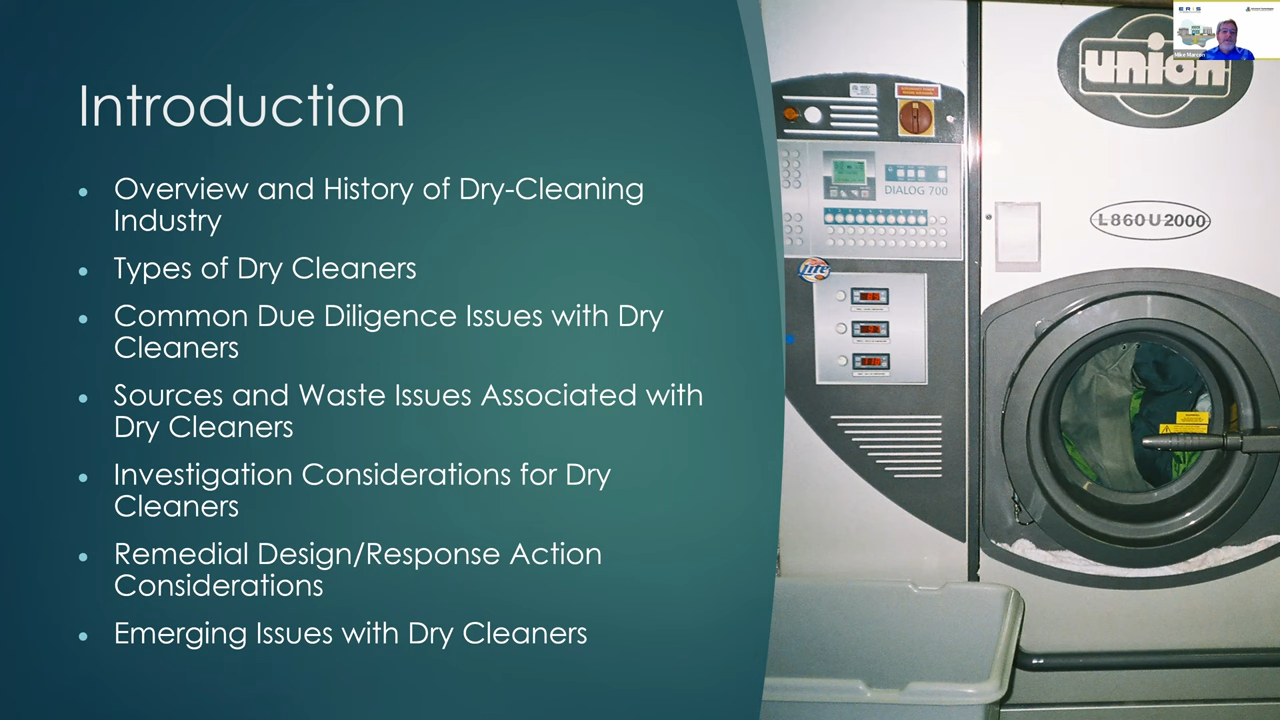 Introduction
Overview and History of Dry-Cleaning
Industry
Types of Dry Cleaners
Common Due Diligence Issues with Dry
Cleaners
Sources and Waste Issues Associated with
Dry Cleaners
Investigation Considerations for Dry
Cleaners
Remedial Design/Response Action
Considerations
Emerging Issues with Dry Cleaners
union
DIALOG 700
L860U2000
Lite